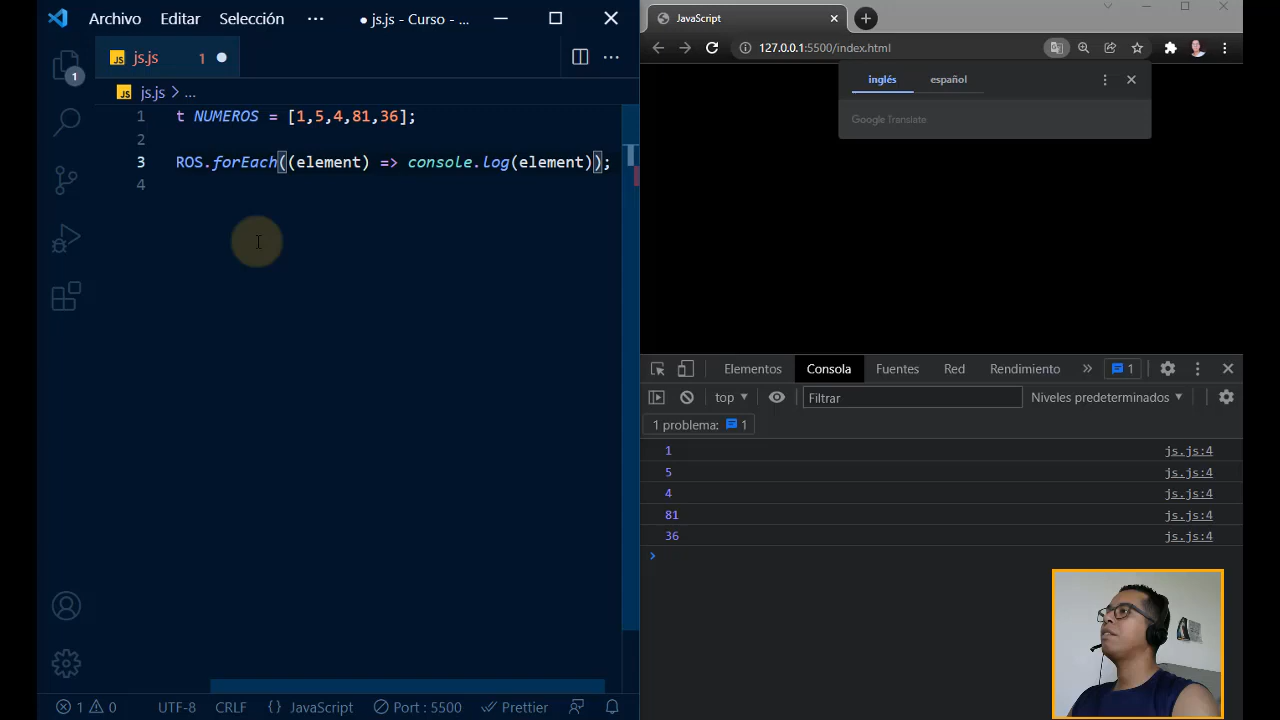 Archivo Editar Selección ··· ● js.js - Curso - ...
JS js.js 1 ●
JS js.js > ...
1 t NUMEROS = [1,5,4,81,36];
2
3 ROS.forEach((element) => console.log(element));
4
1
1 0 UTF-8 CRLF {} JavaScript Port : 5500 Prettier
JavaScript
127.0.0.1:5500/index.html
inglés español
Google Translate
Elementos Consola Fuentes Red Rendimiento » 1
top ▼ Filtrar Niveles predeterminados ▼
1 problema: 1
1 js.js:4
5 js.js:4
4 js.js:4
81 js.js:4
36 js.js:4
>